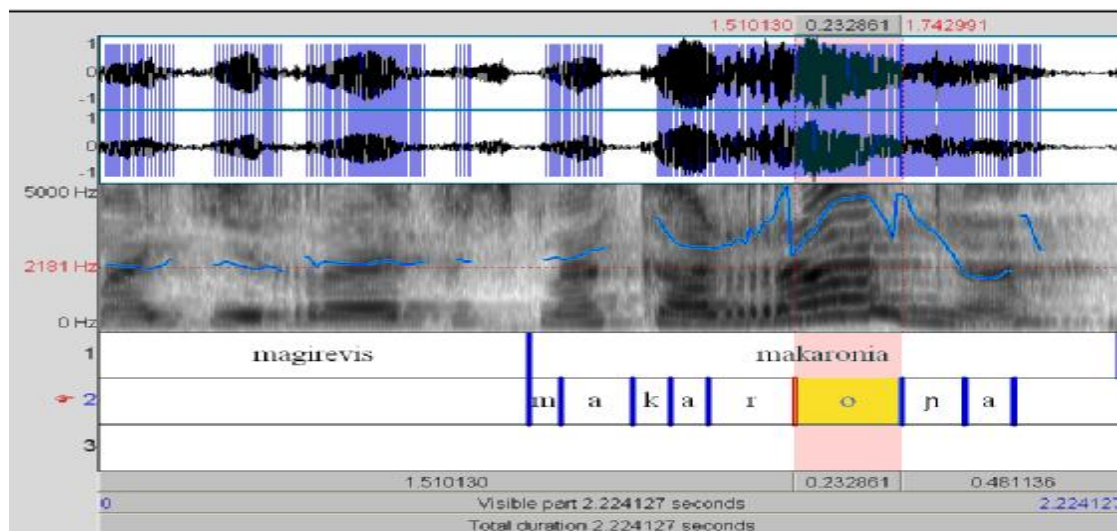 1.510130 0.232861 1.742991
1
0
-1
1
0
-1
5000 Hz
2181 Hz
0 Hz
1 magirevis makaronia
2 m a k a r o ɲ a
3
1.510130 0.232861 0.481136
0 Visible part 2.224127 seconds 2.224127
Total duration 2.224127 seconds